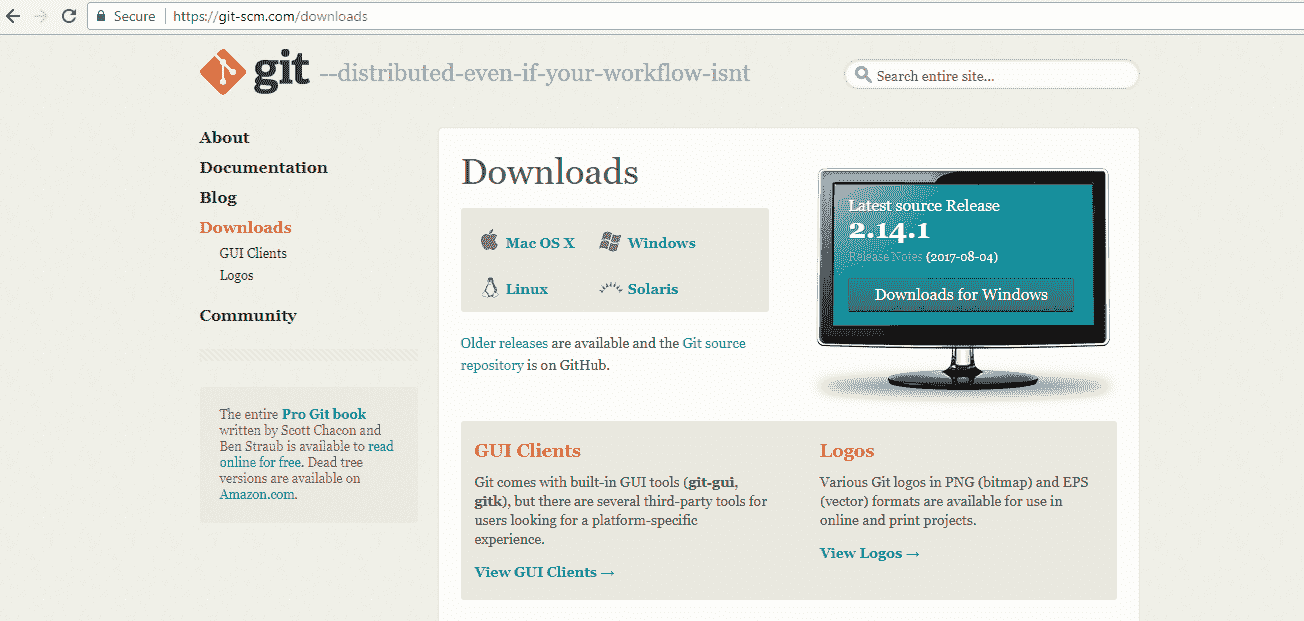 Secure https://git-scm.com/downloads
git --distributed-even-if-your-workflow-isnt
Search entire site...
About
Documentation
Blog
Downloads
GUI Clients
Logos
Community
The entire Pro Git book
written by Scott Chacon and
Ben Straub is available to read
online for free. Dead tree
versions are available on
Amazon.com.
Downloads
Mac OS X Windows
Linux Solaris
Older releases are available and the Git source
repository is on GitHub.
Latest source Release
2.14.1
Release Notes (2017-08-04)
Downloads for Windows
GUI Clients
Git comes with built-in GUI tools (git-gui,
gitk), but there are several third-party tools for
users looking for a platform-specific
experience.
View GUI Clients →
Logos
Various Git logos in PNG (bitmap) and EPS
(vector) formats are available for use in
online and print projects.
View Logos →